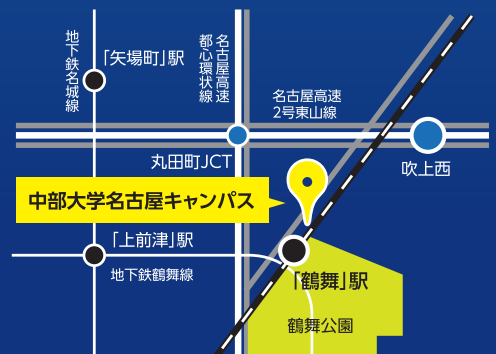 地下鉄名城線
「矢場町」駅
名古屋高速
都心環状線
名古屋高速
2号東山線
丸田町JCT
吹上西
中部大学名古屋キャンパス
「上前津」駅
地下鉄鶴舞線
「鶴舞」駅
鶴舞公園